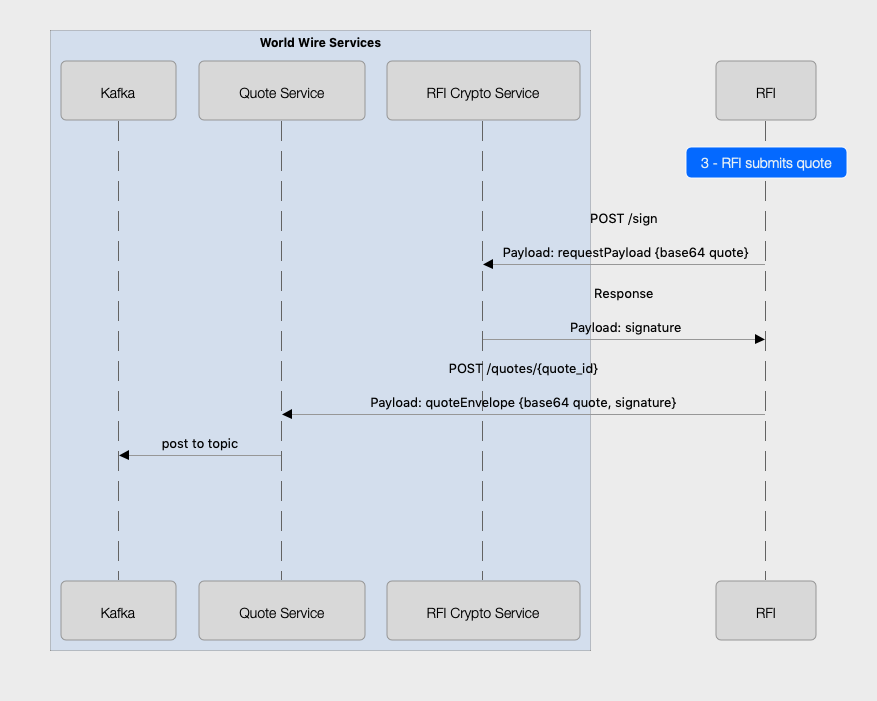 World Wire Services
Kafka
Quote Service
RFI Crypto Service
RFI
3 - RFI submits quote
POST /sign
Payload: requestPayload {base64 quote}
Response
Payload: signature
POST /quotes/{quote_id}
Payload: quoteEnvelope {base64 quote, signature}
post to topic
Kafka
Quote Service
RFI Crypto Service
RFI